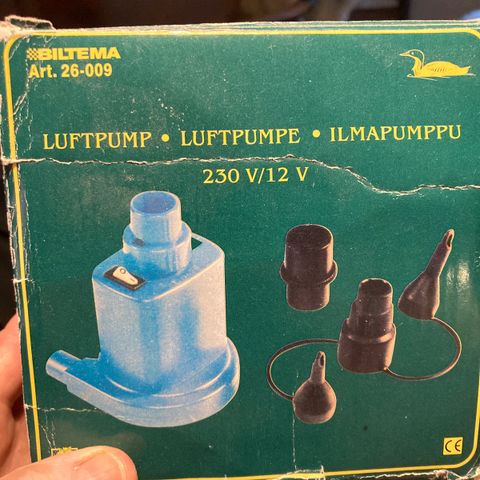 BILTEMA
Art. 26-009
LUFTPUMP • LUFTPUMPE • ILMAPUMPPU
230 V/12 V
CE